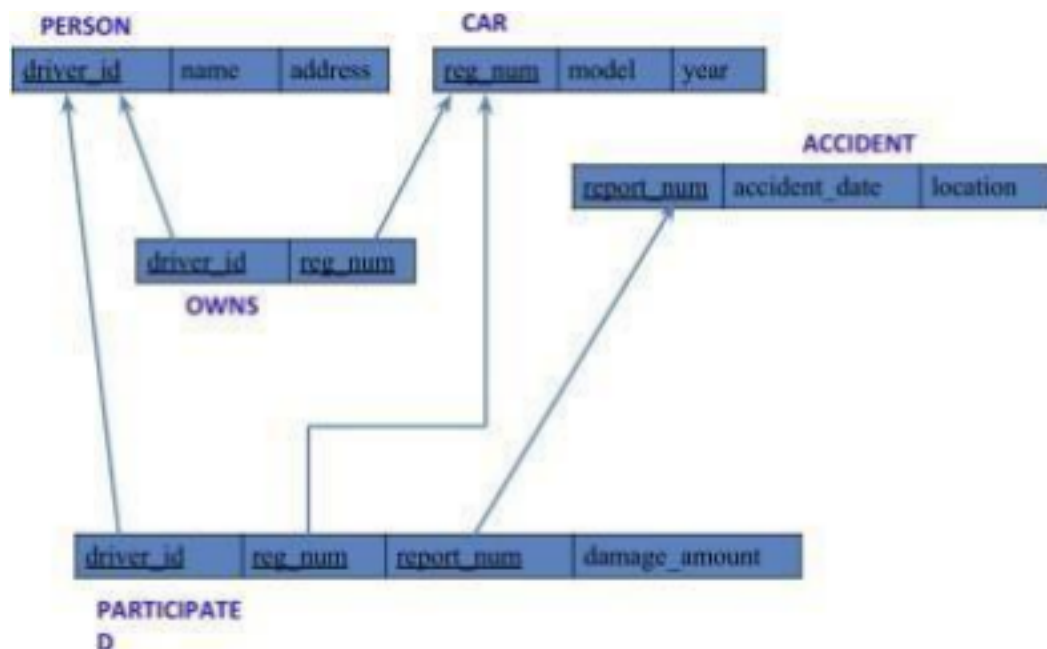 PERSON
CAR
driver_id name address
reg_num model year
ACCIDENT
report_num accident_date location
driver_id reg_num
OWNS
driver_id reg_num report_num damage_amount
PARTICIPATE
D